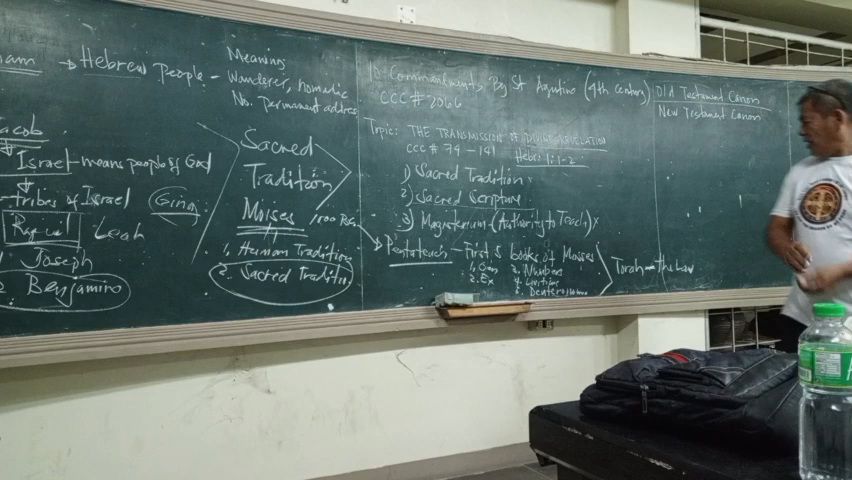 Hebrew People - Meaning
Wanderer, nomadic
No. permanent address
Jacob
Israel - means people of God
tribes of Israel
Raquel Leah
Joseph
2. Benjamin
Sacred
Tradition
Moises
1. Human Tradition
2. Sacred Tradition
10 Commandments By St Agustine (4th century)
CCC # 2066
Topic: THE TRANSMISSION OF DIVINE REVELATION
CCC # 74 - 141 Hebr. 1:1-2
1) Sacred Tradition
2) Sacred Scripture
3) Magisterium - (Authority to Teach) x
Pentateuch - First 5 books of Moises
1. Gen 3. Numbers
2. Ex 4. Leviticus
Torah - the Law
Old Testament Canon
New Testament Canon